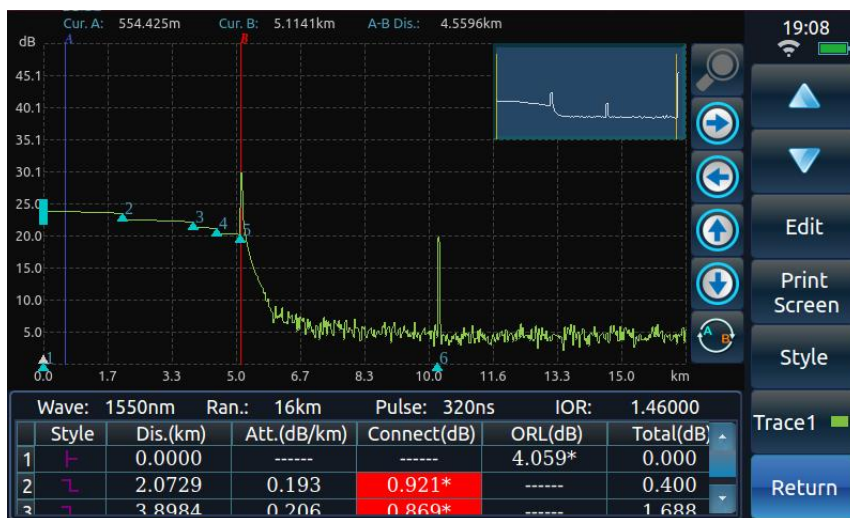 Cur. A: 554.425m Cur. B: 5.1141km A-B Dis.: 4.5596km
19:08
dB
A
B
45.1
40.1
35.1
30.1
25.0
20.0
15.0
10.0
5.0
2
3
4
5
1
6
0.0 1.7 3.3 5.0 6.7 8.3 10.0 11.6 13.3 15.0 km
A B
Edit
Print
Screen
Style
Trace1
Return
Wave: 1550nm Ran.: 16km Pulse: 320ns IOR: 1.46000
Style Dis.(km) Att.(dB/km) Connect(dB) ORL(dB) Total(dB)
1 0.0000 ------ ------ 4.059* 0.000
2 2.0729 0.193 0.921* ------ 0.400
3 3.8984 0.206 0.869* ------ 1.688